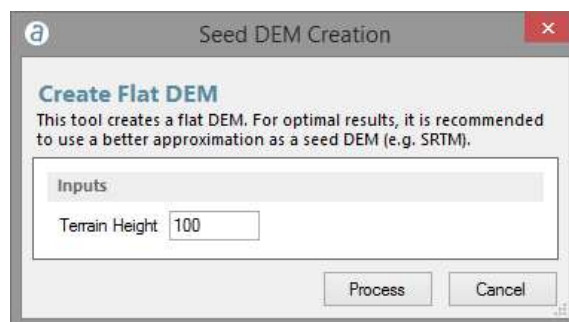 Seed DEM Creation
Create Flat DEM
This tool creates a flat DEM. For optimal results, it is recommended
to use a better approximation as a seed DEM (e.g. SRTM).
Inputs
Terrain Height 100
Process Cancel